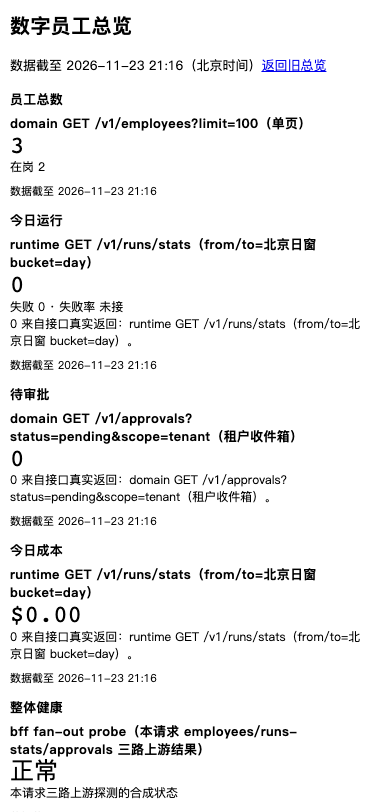 数字员工总览
数据截至 2026-11-23 21:16（北京时间）返回旧总览
员工总数
domain GET /v1/employees?limit=100（单页）
3
在岗 2
数据截至 2026-11-23 21:16
今日运行
runtime GET /v1/runs/stats（from/to=北京日窗
bucket=day）
0
失败 0 · 失败率 未接
0 来自接口真实返回：runtime GET /v1/runs/stats（from/to=北
京日窗 bucket=day）。
数据截至 2026-11-23 21:16
待审批
domain GET /v1/approvals?
status=pending&scope=tenant（租户收件箱）
0
0 来自接口真实返回：domain GET /v1/approvals?
status=pending&scope=tenant（租户收件箱）。
数据截至 2026-11-23 21:16
今日成本
runtime GET /v1/runs/stats（from/to=北京日窗
bucket=day）
$0.00
0 来自接口真实返回：runtime GET /v1/runs/stats（from/to=北
京日窗 bucket=day）。
数据截至 2026-11-23 21:16
整体健康
bff fan-out probe（本请求 employees/runs-
stats/approvals 三路上游结果）
正常
本请求三路上游探测的合成状态